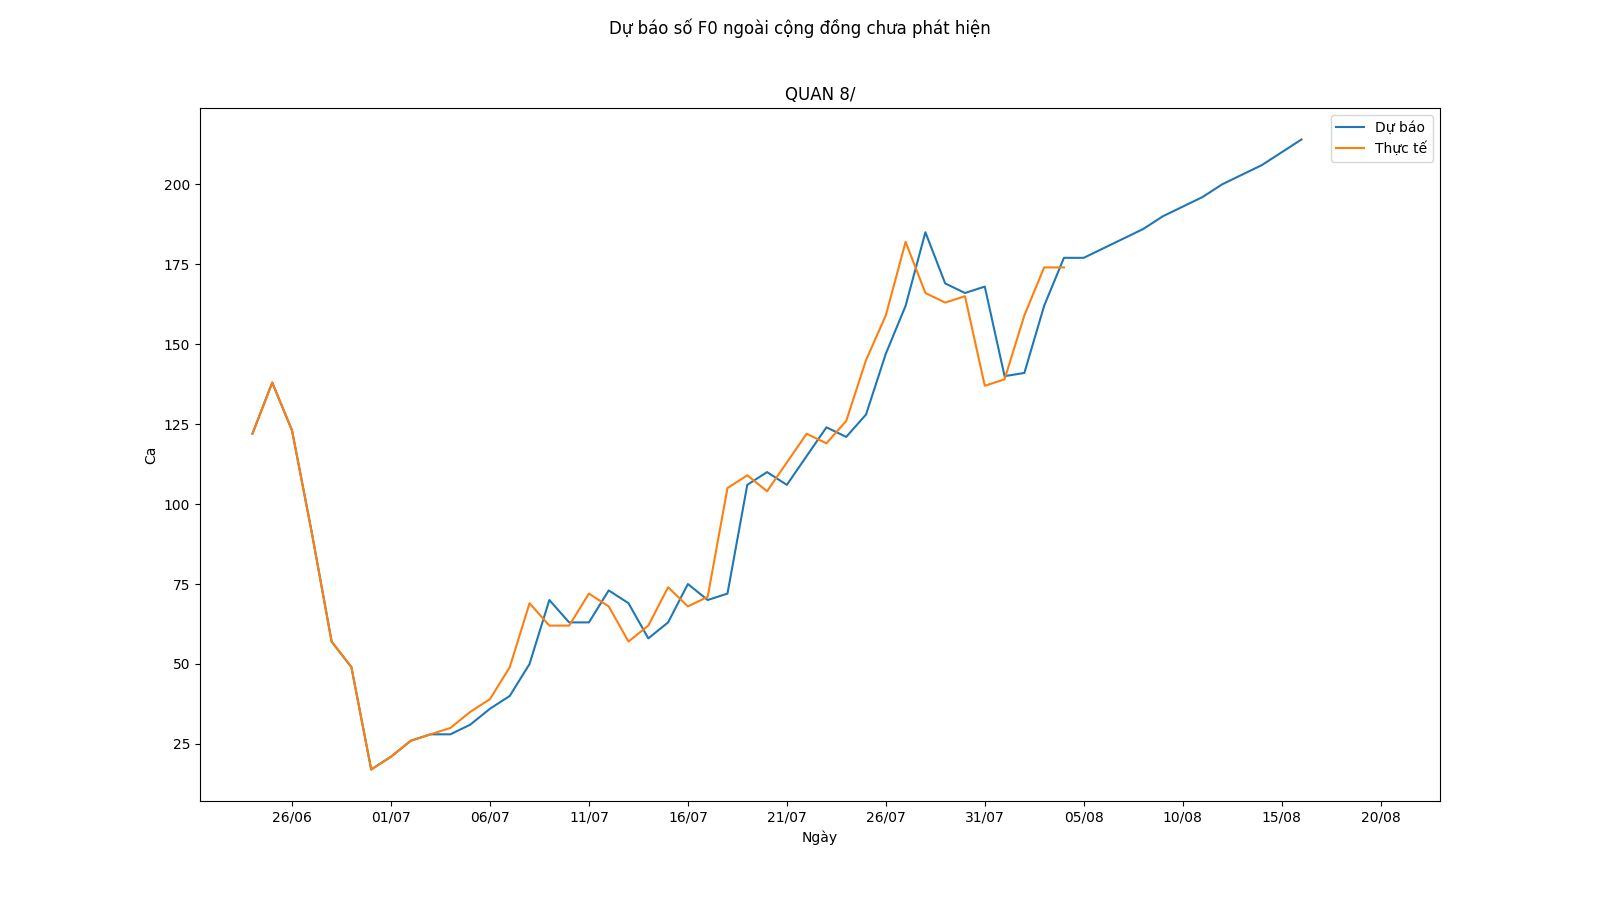 Dự báo số F0 ngoài cộng đồng chưa phát hiện
QUAN 8/
Dự báo
Thực tế
200
175
150
125
100
75
50
25
Ca
26/06 01/07 06/07 11/07 16/07 21/07 26/07 31/07 05/08 10/08 15/08 20/08
Ngày